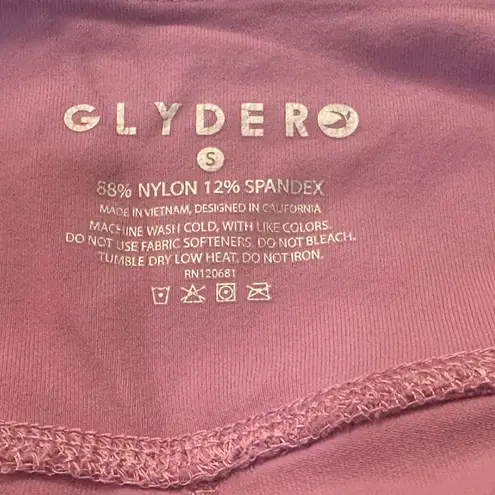 GLYDER
S
88% NYLON 12% SPANDEX
MADE IN VIETNAM, DESIGNED IN CALIFORNIA
MACHINE WASH COLD, WITH LIKE COLORS.
DO NOT USE FABRIC SOFTENERS, DO NOT BLEACH.
TUMBLE DRY LOW HEAT, DO NOT IRON.
RN120681